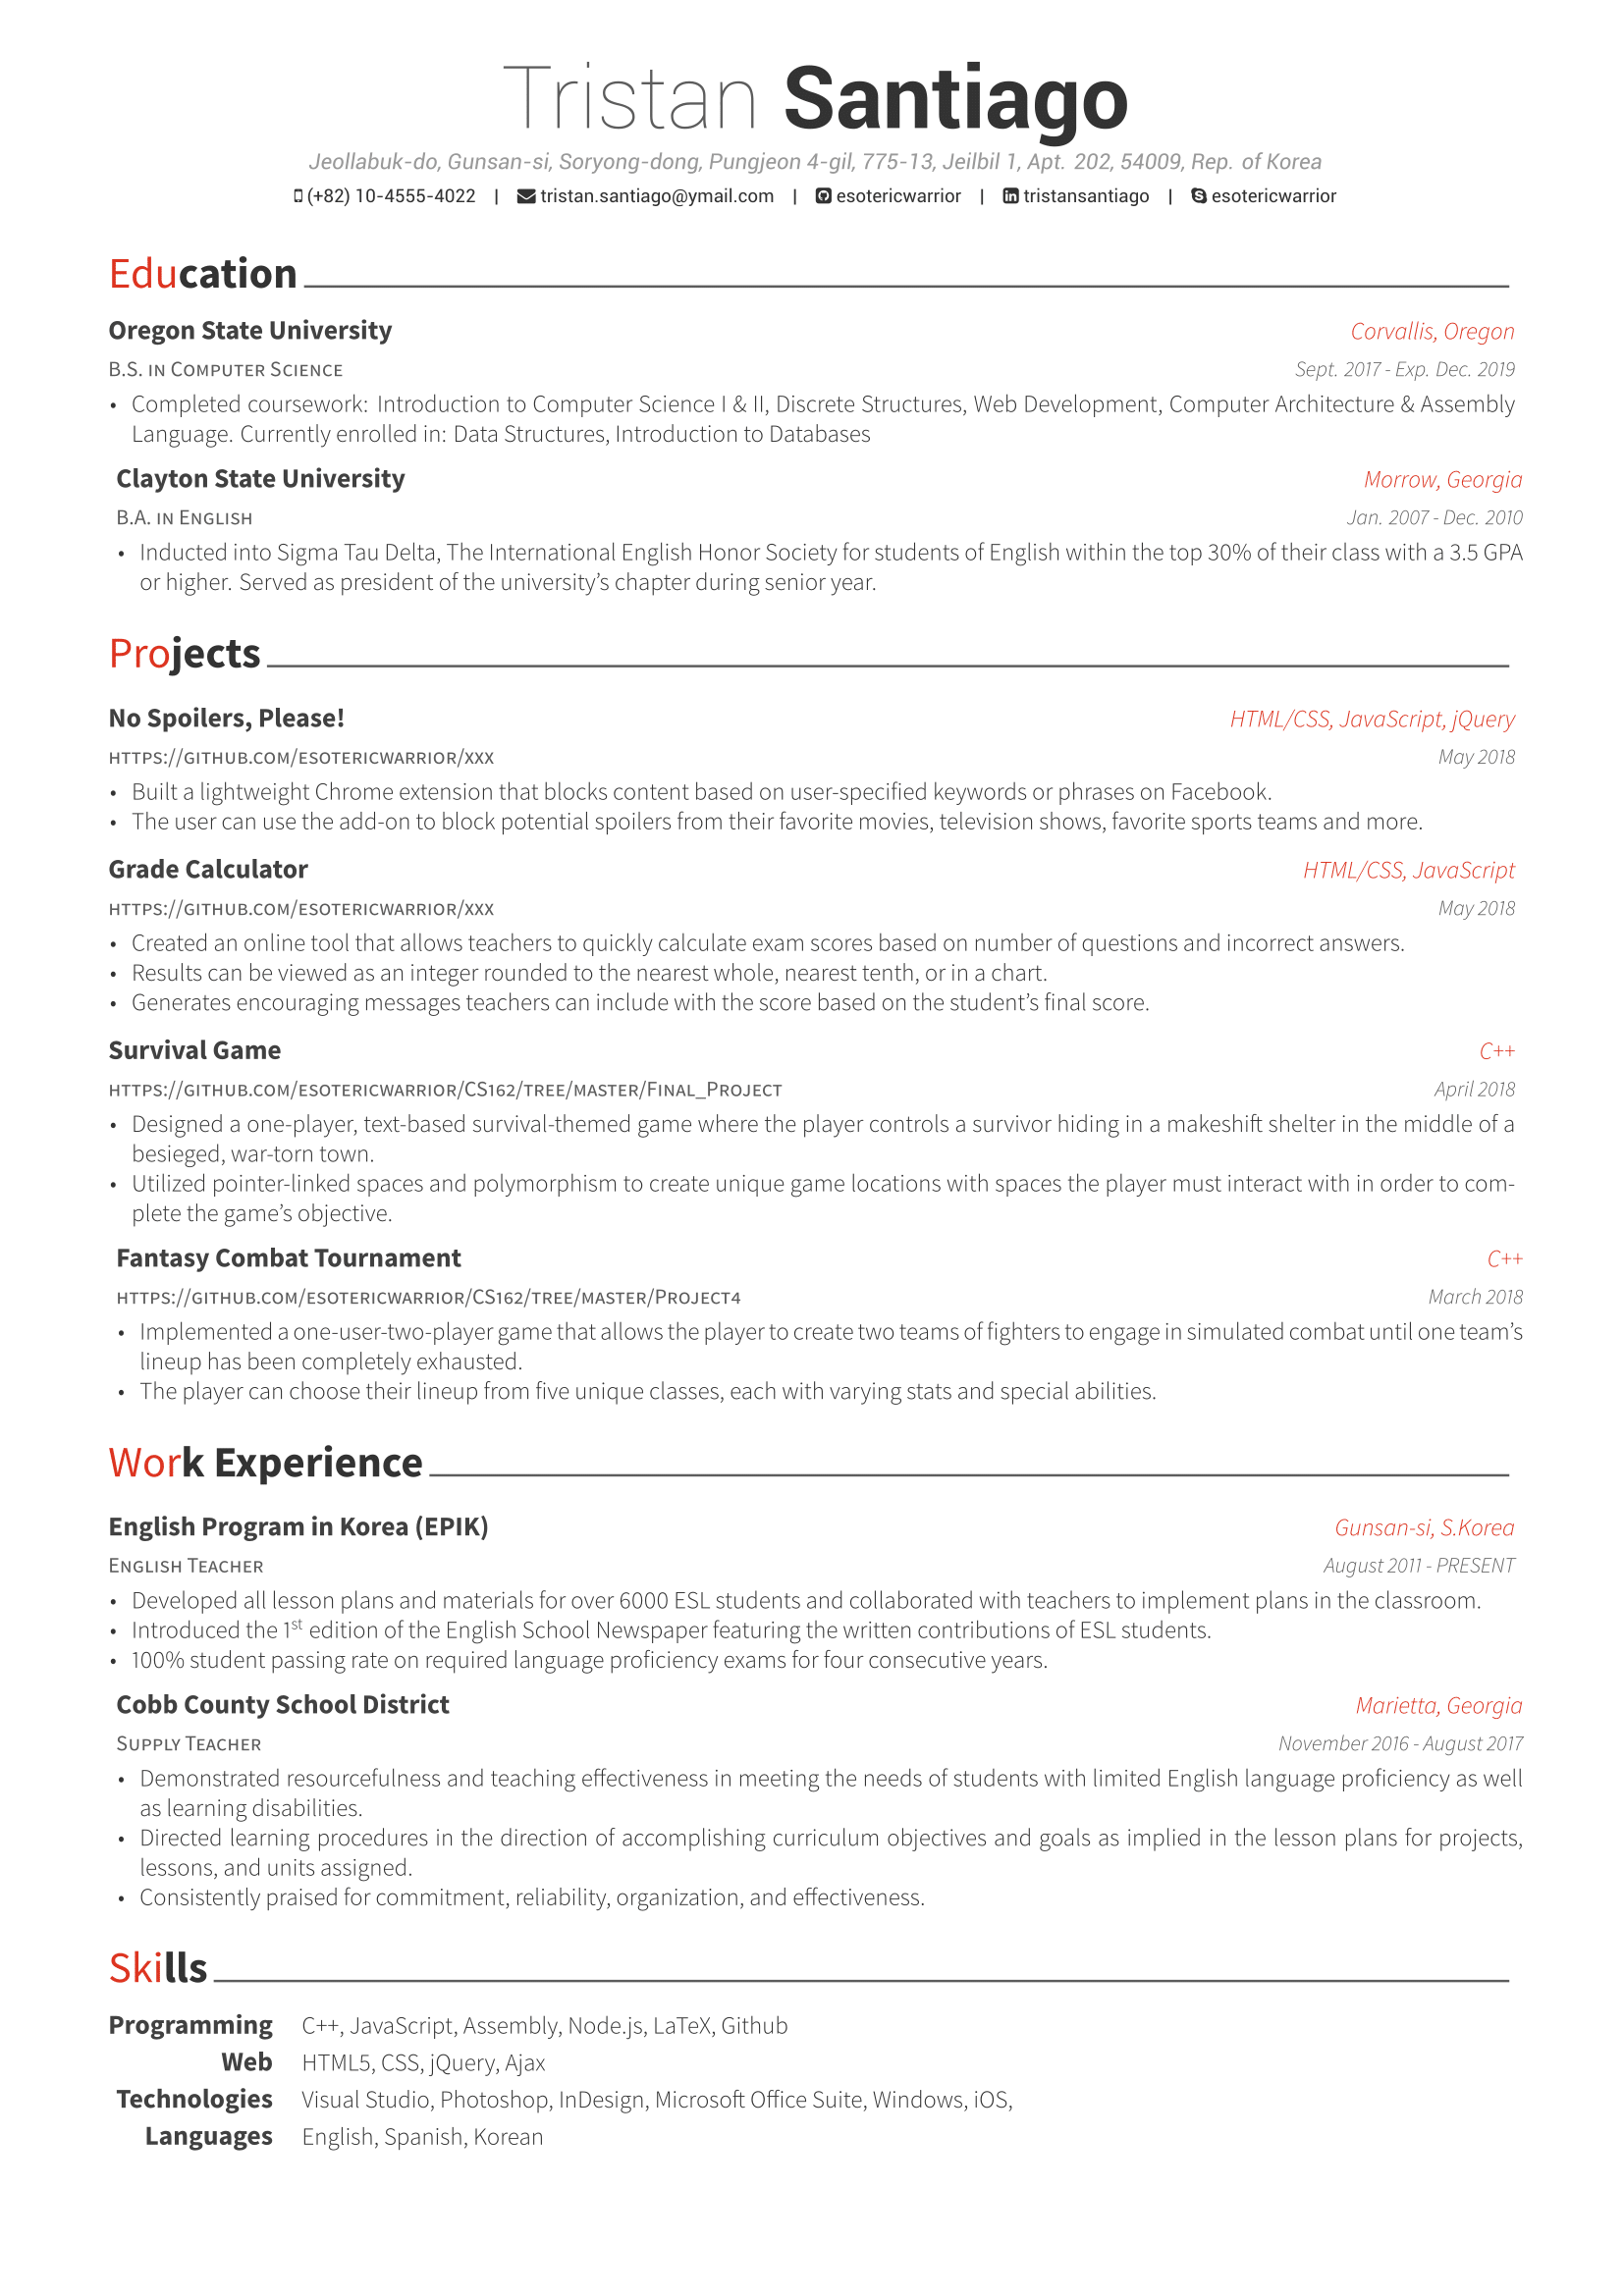 Tristan Santiago
Jeollabuk-do, Gunsan-si, Soryong-dong, Pungjeon 4-gil, 775-13, Jeilbil 1, Apt. 202, 54009, Rep. of Korea
(+82) 10-4555-4022 | tristan.santiago@ymail.com | esotericwarrior | tristansantiago | esotericwarrior
Education
Oregon State University Corvallis, Oregon
B.S. in Computer Science Sept. 2017 - Exp. Dec. 2019
• Completed coursework: Introduction to Computer Science I & II, Discrete Structures, Web Development, Computer Architecture & Assembly
Language. Currently enrolled in: Data Structures, Introduction to Databases
Clayton State University Morrow, Georgia
B.A. in English Jan. 2007 - Dec. 2010
• Inducted into Sigma Tau Delta, The International English Honor Society for students of English within the top 30% of their class with a 3.5 GPA
or higher. Served as president of the university's chapter during senior year.
Projects
No Spoilers, Please! HTML/CSS, JavaScript, jQuery
https://github.com/esotericwarrior/xxx May 2018
• Built a lightweight Chrome extension that blocks content based on user-specified keywords or phrases on Facebook.
• The user can use the add-on to block potential spoilers from their favorite movies, television shows, favorite sports teams and more.
Grade Calculator HTML/CSS, JavaScript
https://github.com/esotericwarrior/xxx May 2018
• Created an online tool that allows teachers to quickly calculate exam scores based on number of questions and incorrect answers.
• Results can be viewed as an integer rounded to the nearest whole, nearest tenth, or in a chart.
• Generates encouraging messages teachers can include with the score based on the student's final score.
Survival Game C++
https://github.com/esotericwarrior/CS162/tree/master/Final_Project April 2018
• Designed a one-player, text-based survival-themed game where the player controls a survivor hiding in a makeshift shelter in the middle of a
besieged, war-torn town.
• Utilized pointer-linked spaces and polymorphism to create unique game locations with spaces the player must interact with in order to com-
plete the game's objective.
Fantasy Combat Tournament C++
https://github.com/esotericwarrior/CS162/tree/master/Project4 March 2018
• Implemented a one-user-two-player game that allows the player to create two teams of fighters to engage in simulated combat until one team's
lineup has been completely exhausted.
• The player can choose their lineup from five unique classes, each with varying stats and special abilities.
Work Experience
English Program in Korea (EPIK) Gunsan-si, S.Korea
English Teacher August 2011 - PRESENT
• Developed all lesson plans and materials for over 6000 ESL students and collaborated with teachers to implement plans in the classroom.
• Introduced the 1st edition of the English School Newspaper featuring the written contributions of ESL students.
• 100% student passing rate on required language proficiency exams for four consecutive years.
Cobb County School District Marietta, Georgia
Supply Teacher November 2016 - August 2017
• Demonstrated resourcefulness and teaching effectiveness in meeting the needs of students with limited English language proficiency as well
as learning disabilities.
• Directed learning procedures in the direction of accomplishing curriculum objectives and goals as implied in the lesson plans for projects,
lessons, and units assigned.
• Consistently praised for commitment, reliability, organization, and effectiveness.
Skills
Programming C++, JavaScript, Assembly, Node.js, LaTeX, Github
Web HTML5, CSS, jQuery, Ajax
Technologies Visual Studio, Photoshop, InDesign, Microsoft Office Suite, Windows, iOS,
Languages English, Spanish, Korean